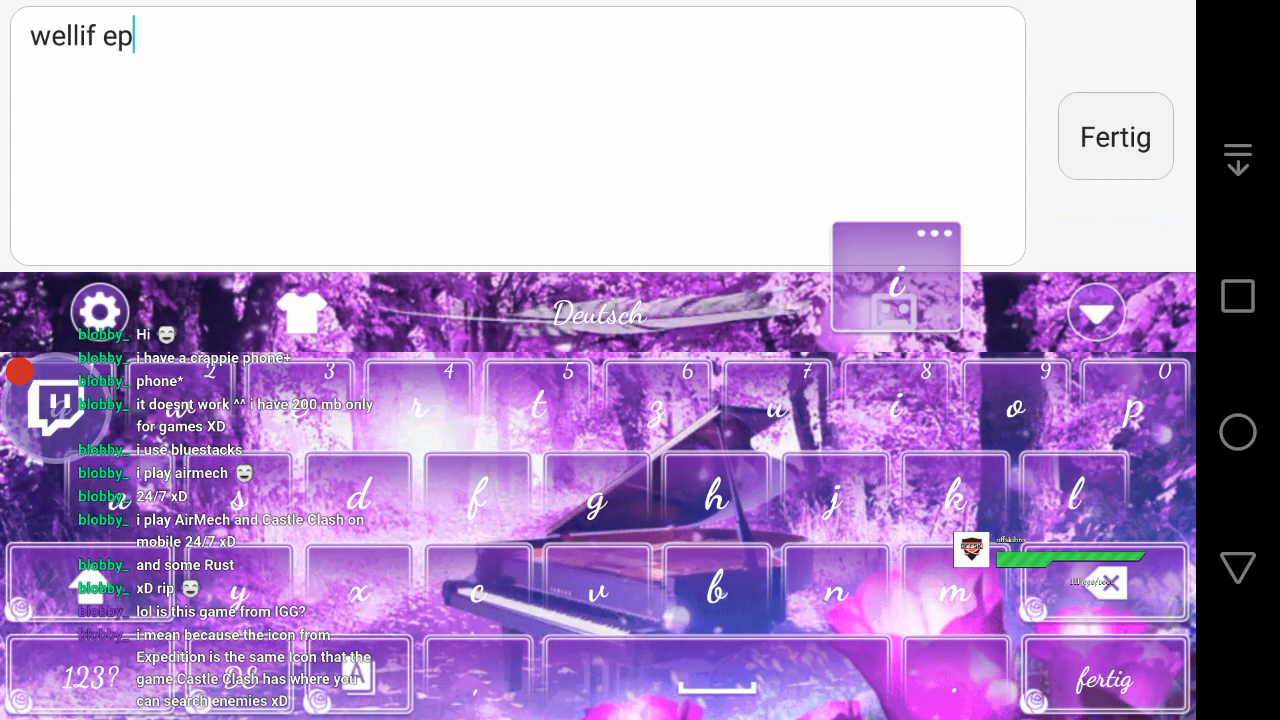 wellif ep
Fertig
i
Deutsch
blobby_ Hi
blobby_ i have a crappie phone+
blobby_ phone*
blobby_ it doesnt work ^^ i have 200 mb only
for games XD
blobby_ i use bluestacks
blobby_ i play airmech
blobby_ 24/7 xD
blobby_ i play AirMech and Castle Clash on
mobile 24/7 xD
blobby_ and some Rust
blobby_ xD rip
blobby_ lol is this game from IGG?
blobby_ i mean because the icon from
Expedition is the same Icon that the
game Castle Clash has where you
can search enemies xD
2 3 4 5 6 7 8 9 0
w r t z u i o p
a s d f g h j k l
offskibro
y x c v b n m
123? , . fertig